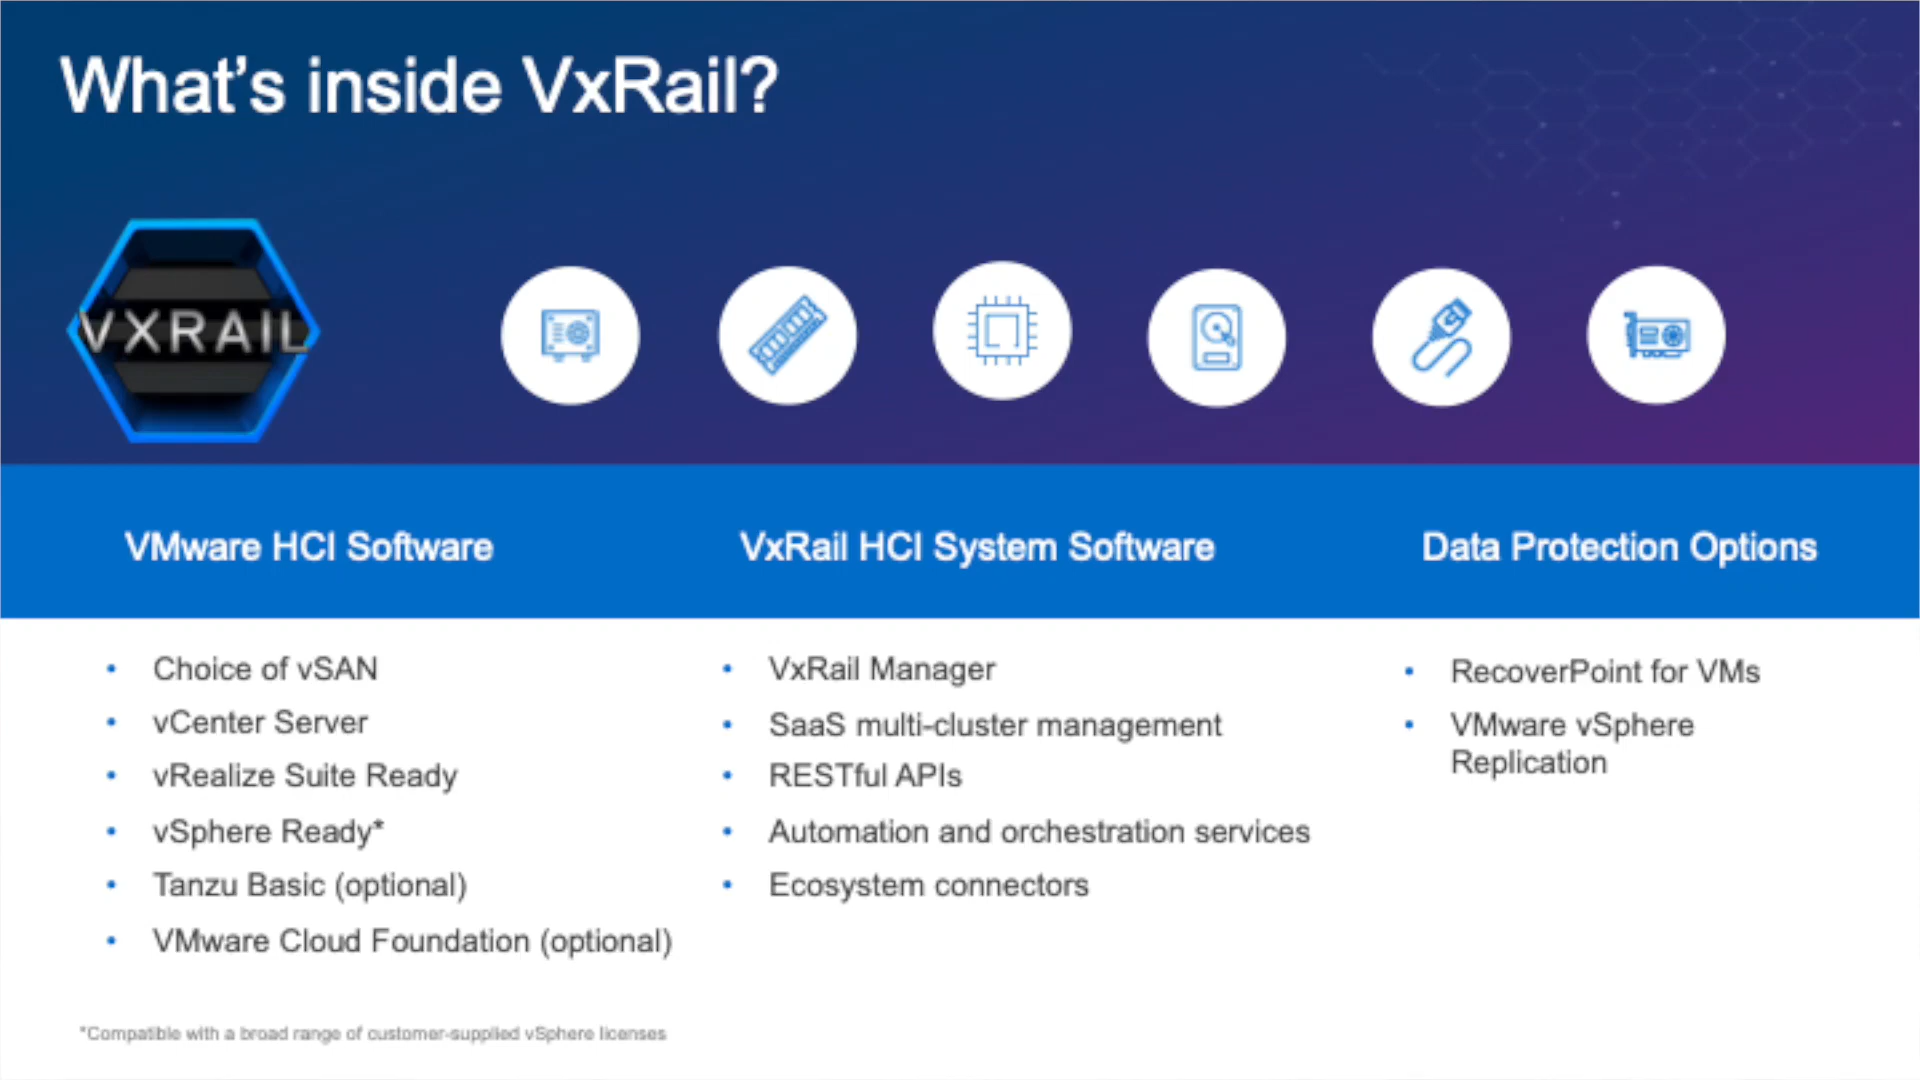 What's inside VxRail?
VXRAIL
VMware HCI Software
VxRail HCI System Software
Data Protection Options
• Choice of vSAN
• vCenter Server
• vRealize Suite Ready
• vSphere Ready*
• Tanzu Basic (optional)
• VMware Cloud Foundation (optional)
• VxRail Manager
• SaaS multi-cluster management
• RESTful APIs
• Automation and orchestration services
• Ecosystem connectors
• RecoverPoint for VMs
• VMware vSphere
Replication
*Compatible with a broad range of customer-supplied vSphere licenses